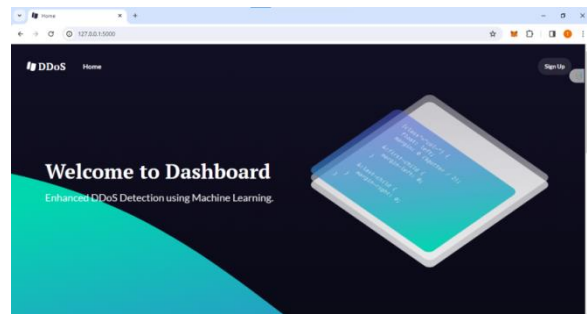 Home
127.0.0.1:5000
DDoS
Home
Sign Up
Welcome to Dashboard
Enhanced DDoS Detection using Machine Learning.